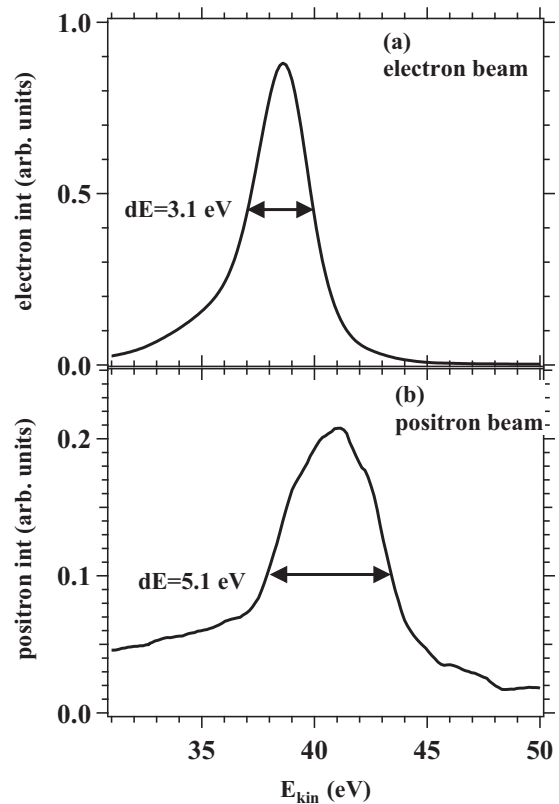 1.0
(a)
electron beam
electron int (arb. units)
0.5
dE=3.1 eV
0.0
(b)
positron beam
positron int (arb. units)
0.2
0.1
dE=5.1 eV
0.0
35 40 45 50
E_kin (eV)